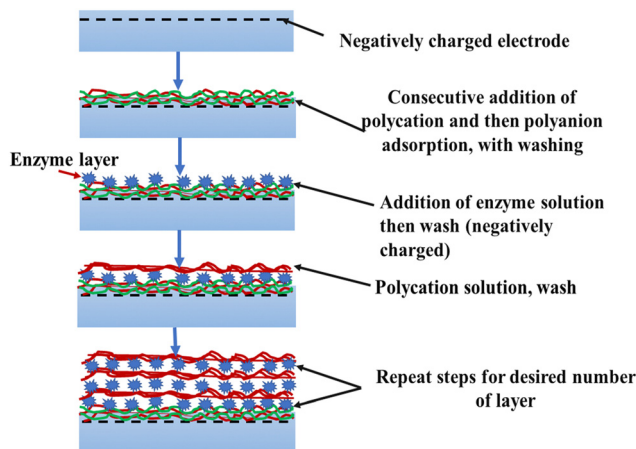 Negatively charged electrode
Consecutive addition of
polycation and then polyanion
adsorption, with washing
Enzyme layer
Addition of enzyme solution
then wash (negatively
charged)
Polycation solution, wash
Repeat steps for desired number
of layer